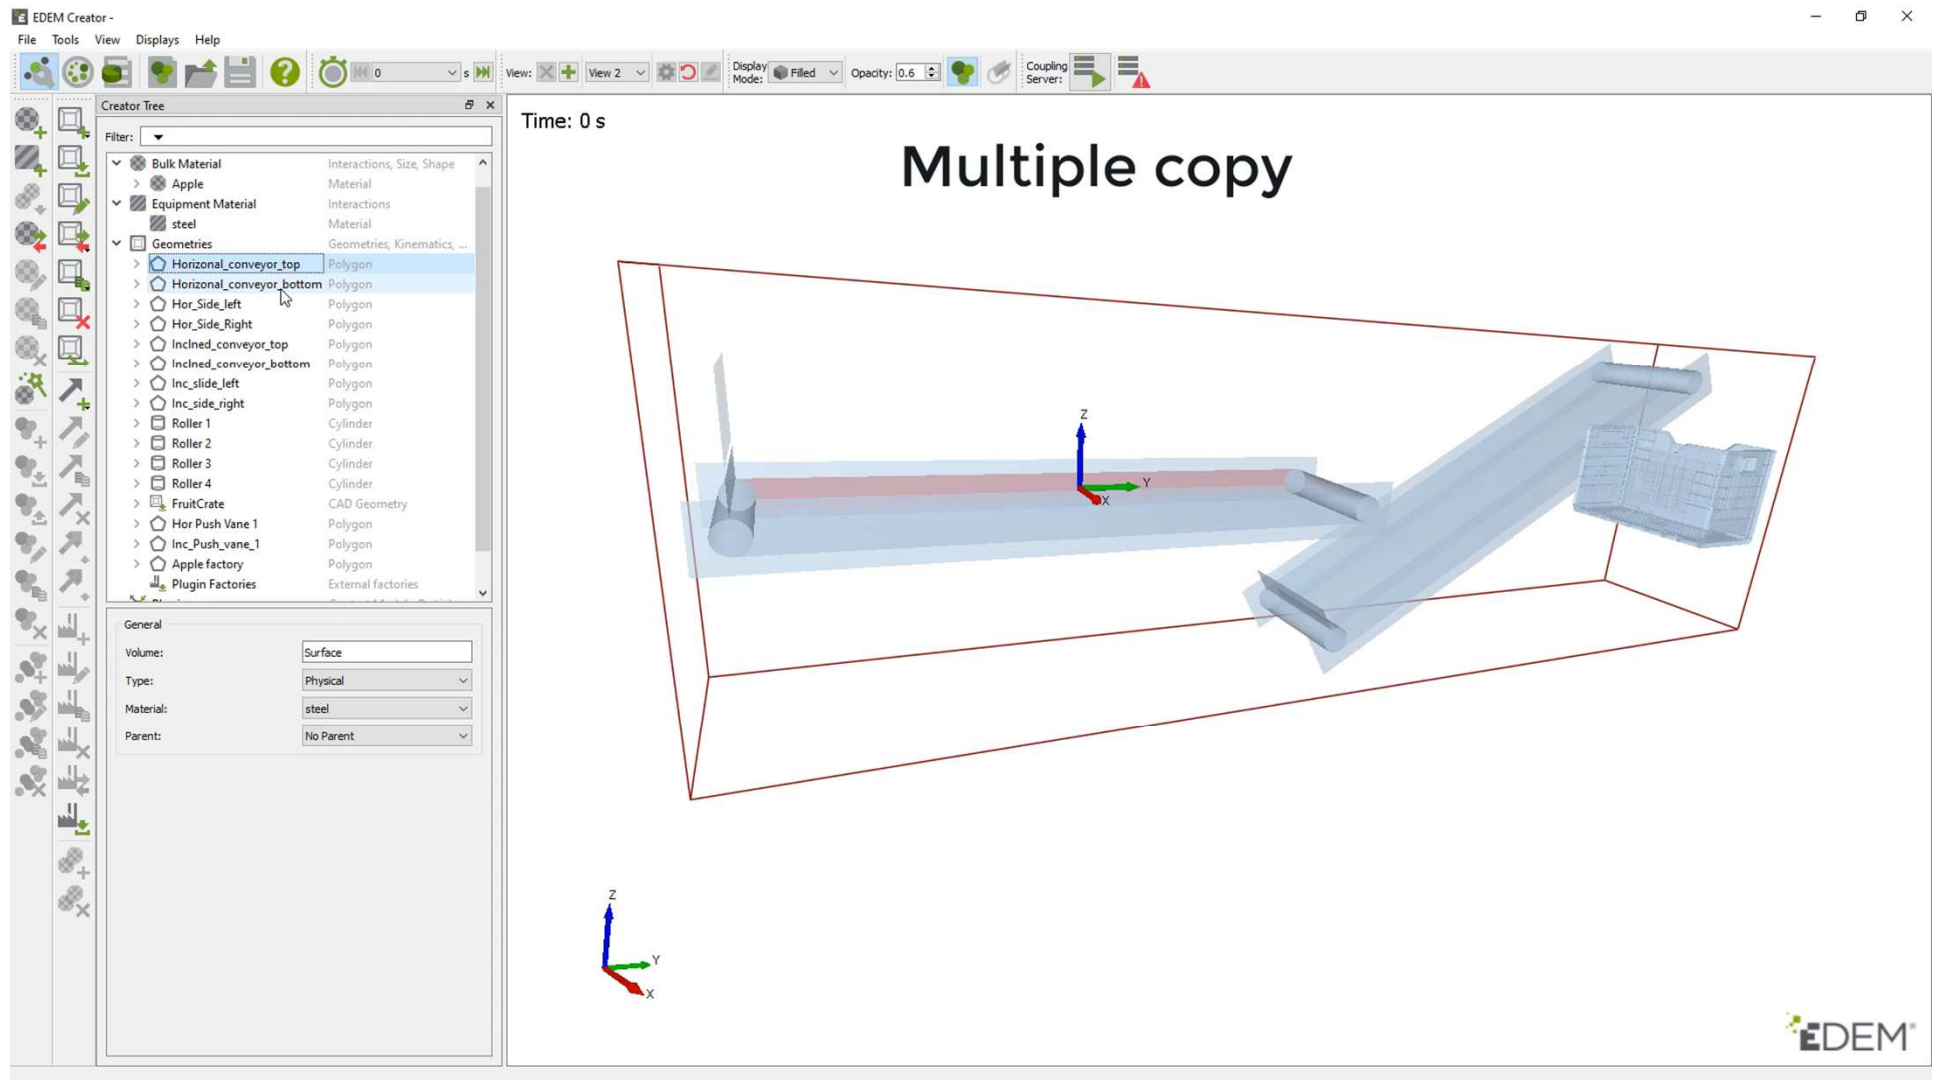 EDEM Creator -
File Tools View Displays Help
0 s View: View 2 Display Mode: Filled Opacity: 0.6 Coupling Server:
Creator Tree
Filter:
Bulk Material Interactions, Size, Shape
Apple Material
Equipment Material Interactions
steel Material
Geometries Geometries, Kinematics, ...
Horizonal_conveyor_top Polygon
Horizonal_conveyor_bottom Polygon
Hor_Side_left Polygon
Hor_Side_Right Polygon
Inclned_conveyor_top Polygon
Inclned_conveyor_bottom Polygon
Inc_slide_left Polygon
Inc_side_right Polygon
Roller 1 Cylinder
Roller 2 Cylinder
Roller 3 Cylinder
Roller 4 Cylinder
FruitCrate CAD Geometry
Hor Push Vane 1 Polygon
Inc_Push_vane_1 Polygon
Apple factory Polygon
Plugin Factories External factories
General
Volume: Surface
Type: Physical
Material: steel
Parent: No Parent
Time: 0 s
Multiple copy
Z
Y
X
Z
Y
X
EDEM